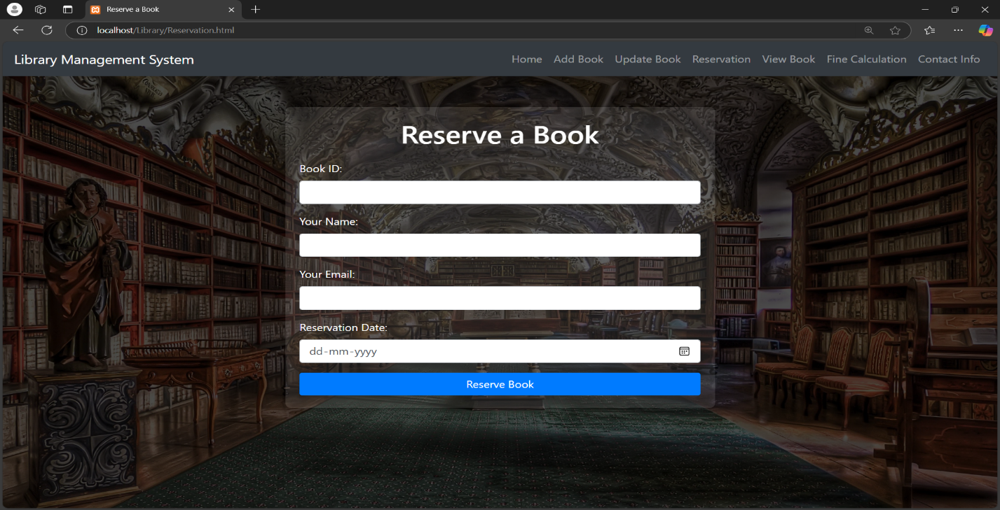 Reserve a Book
localhost/Library/Reservation.html
Library Management System
Home Add Book Update Book Reservation View Book Fine Calculation Contact Info
Reserve a Book
Book ID:
Your Name:
Your Email:
Reservation Date:
dd-mm-yyyy
Reserve Book